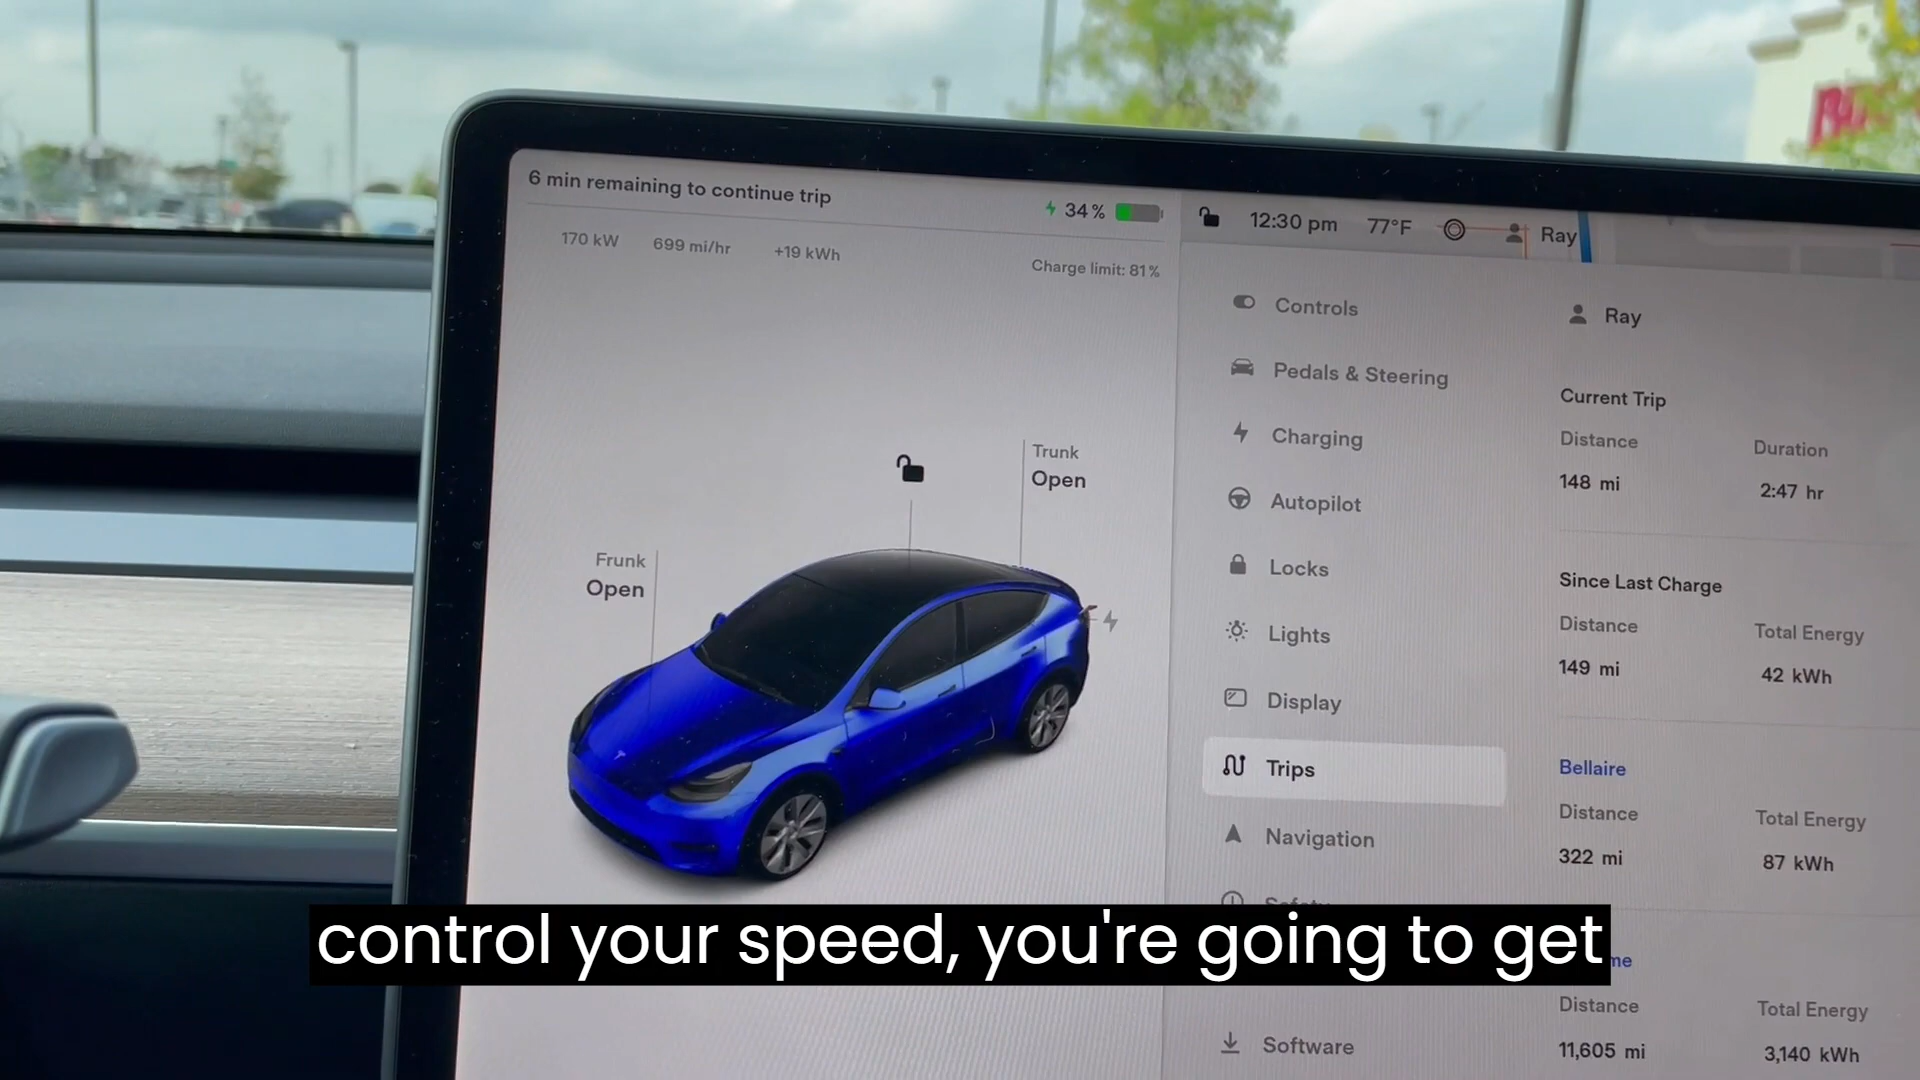 6 min remaining to continue trip
34%
170 kW 699 mi/hr +19 kWh
Charge limit: 81%
12:30 pm 77°F Ray
Trunk
Open
Frunk
Open
Controls
Pedals & Steering
Charging
Autopilot
Locks
Lights
Display
Trips
Navigation
Safety
Software
Ray
Current Trip
Distance Duration
148 mi 2:47 hr
Since Last Charge
Distance Total Energy
149 mi 42 kWh
Bellaire
Distance Total Energy
322 mi 87 kWh
Distance Total Energy
11,605 mi 3,140 kWh
control your speed, you're going to get